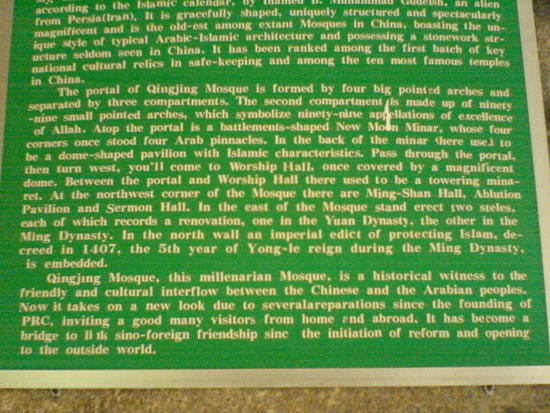 according to the Islamic calendar, by Ihamed B. Muhammad Gudeish, an alien
from Persia(Iran). It is gracefully shaped, uniquely structured and spectacularly
magnificent and is the old-est among extant Mosques in China, boasting the un-
ique style of typical Arabic-Islamic architecture and possessing a stonework str-
ucture seldom seen in China. It has been ranked among the first batch of key
national cultural relics in safe-keeping and among the ten most famous temples
in China.
The portal of Qingjing Mosque is formed by four big pointed arches and
separated by three compartments. The second compartment is made up of ninety
-nine small pointed arches, which symbolize ninety-nine appellations of excellence
of Allah. Atop the portal is a battlements-shaped New Moon Minar, whose four
corners once stood four Arab pinnacles. In the back of the minar there used to
be a dome-shaped pavilion with Islamic characteristics. Pass through the portal,
then turn west, you'll come to Worship Hall, once covered by a magnificent
dome. Between the portal and Worship Hall there used to be a towering mina-
ret. At the northwest corner of the Mosque there are Ming-Shan Hall, Ablution
Pavilion and Sermon Hall. In the east of the Mosque stand erect two steles,
each of which records a renovation, one in the Yuan Dynasty, the other in the
Ming Dynasty. In the north wall an imperial edict of protecting Islam, de-
creed in 1407, the 5th year of Yong-le reign during the Ming Dynasty,
is embedded.
Qingjing Mosque, this millenarian Mosque, is a historical witness to the
friendly and cultural interflow between the Chinese and the Arabian peoples.
Now it takes on a new look due to severalareparations since the founding of
PRC, inviting a good many visitors from home and abroad. It has become a
bridge to link sino-foreign friendship sinc the initiation of reform and opening
to the outside world.